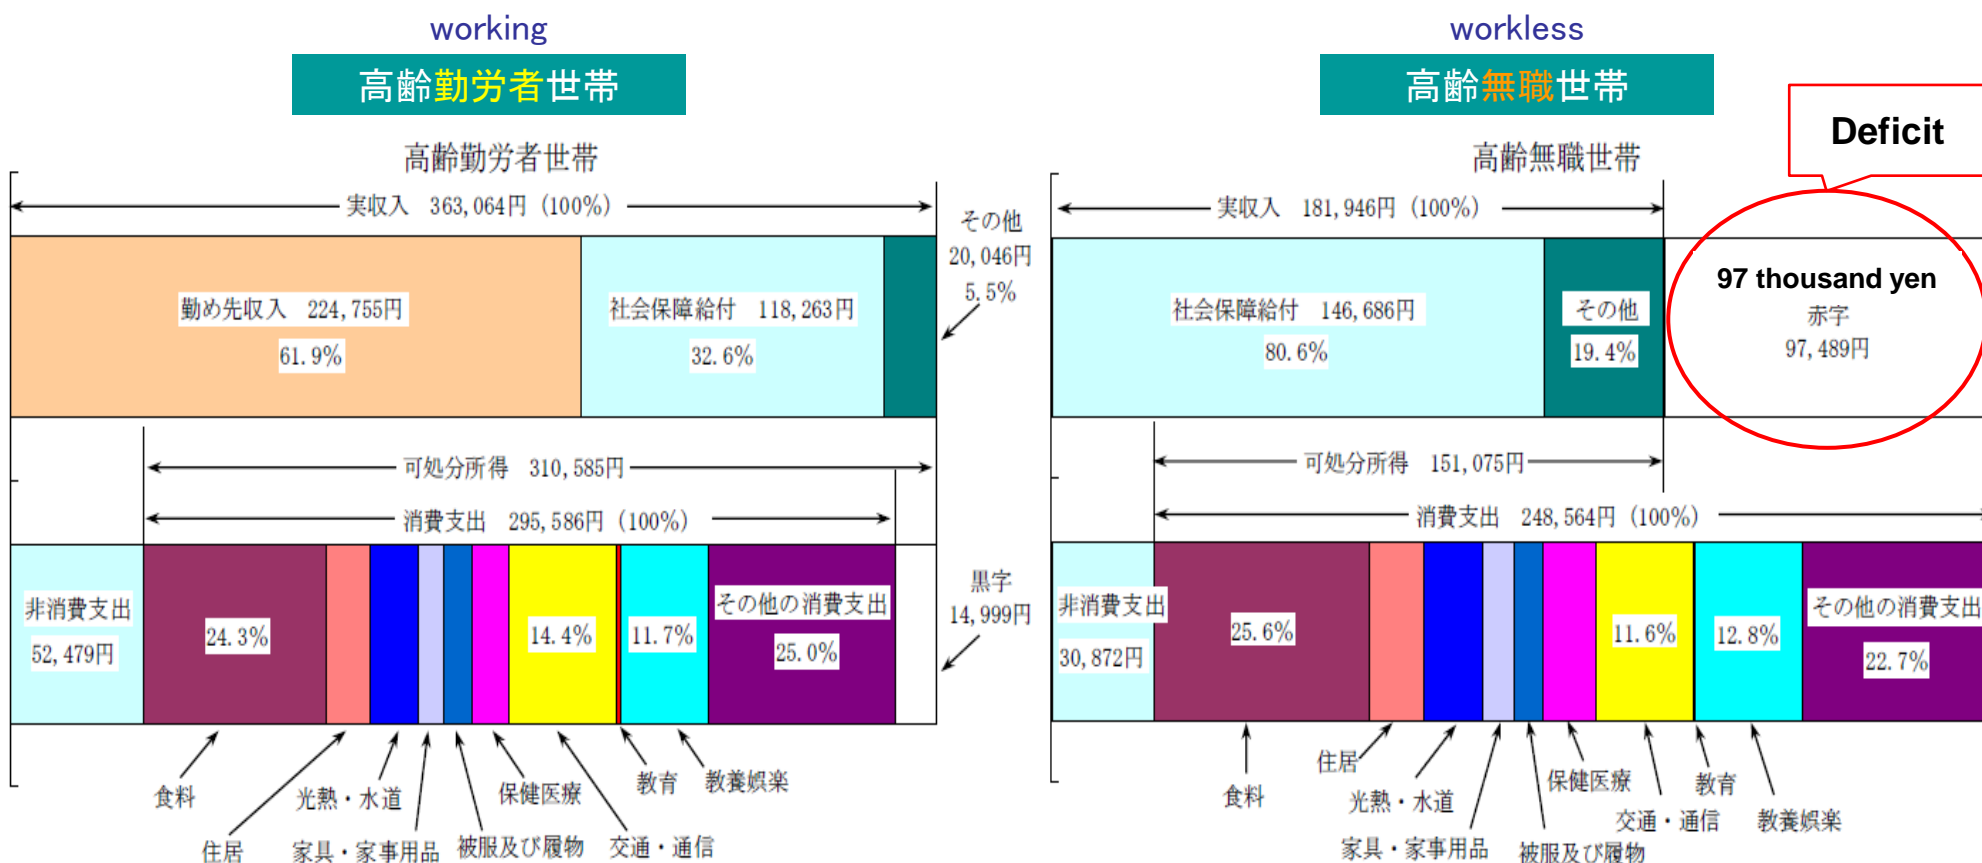 working
高齢勤労者世帯
高齢勤労者世帯
実収入 363,064円 (100%)
その他
20,046円
5.5%
勤め先収入 224,755円
61.9%
社会保障給付 118,263円
32.6%
可処分所得 310,585円
消費支出 295,586円 (100%)
非消費支出
52,479円
24.3%
14.4%
11.7%
その他の消費支出
25.0%
黒字
14,999円
食料
住居
光熱・水道
家具・家事用品
被服及び履物
保健医療
交通・通信
教育
教養娯楽
workless
高齢無職世帯
高齢無職世帯
Deficit
実収入 181,946円 (100%)
社会保障給付 146,686円
80.6%
その他
19.4%
97 thousand yen
赤字
97,489円
可処分所得 151,075円
消費支出 248,564円 (100%)
非消費支出
30,872円
25.6%
11.6%
12.8%
その他の消費支出
22.7%
食料
住居
光熱・水道
家具・家事用品
被服及び履物
保健医療
交通・通信
教育
教養娯楽